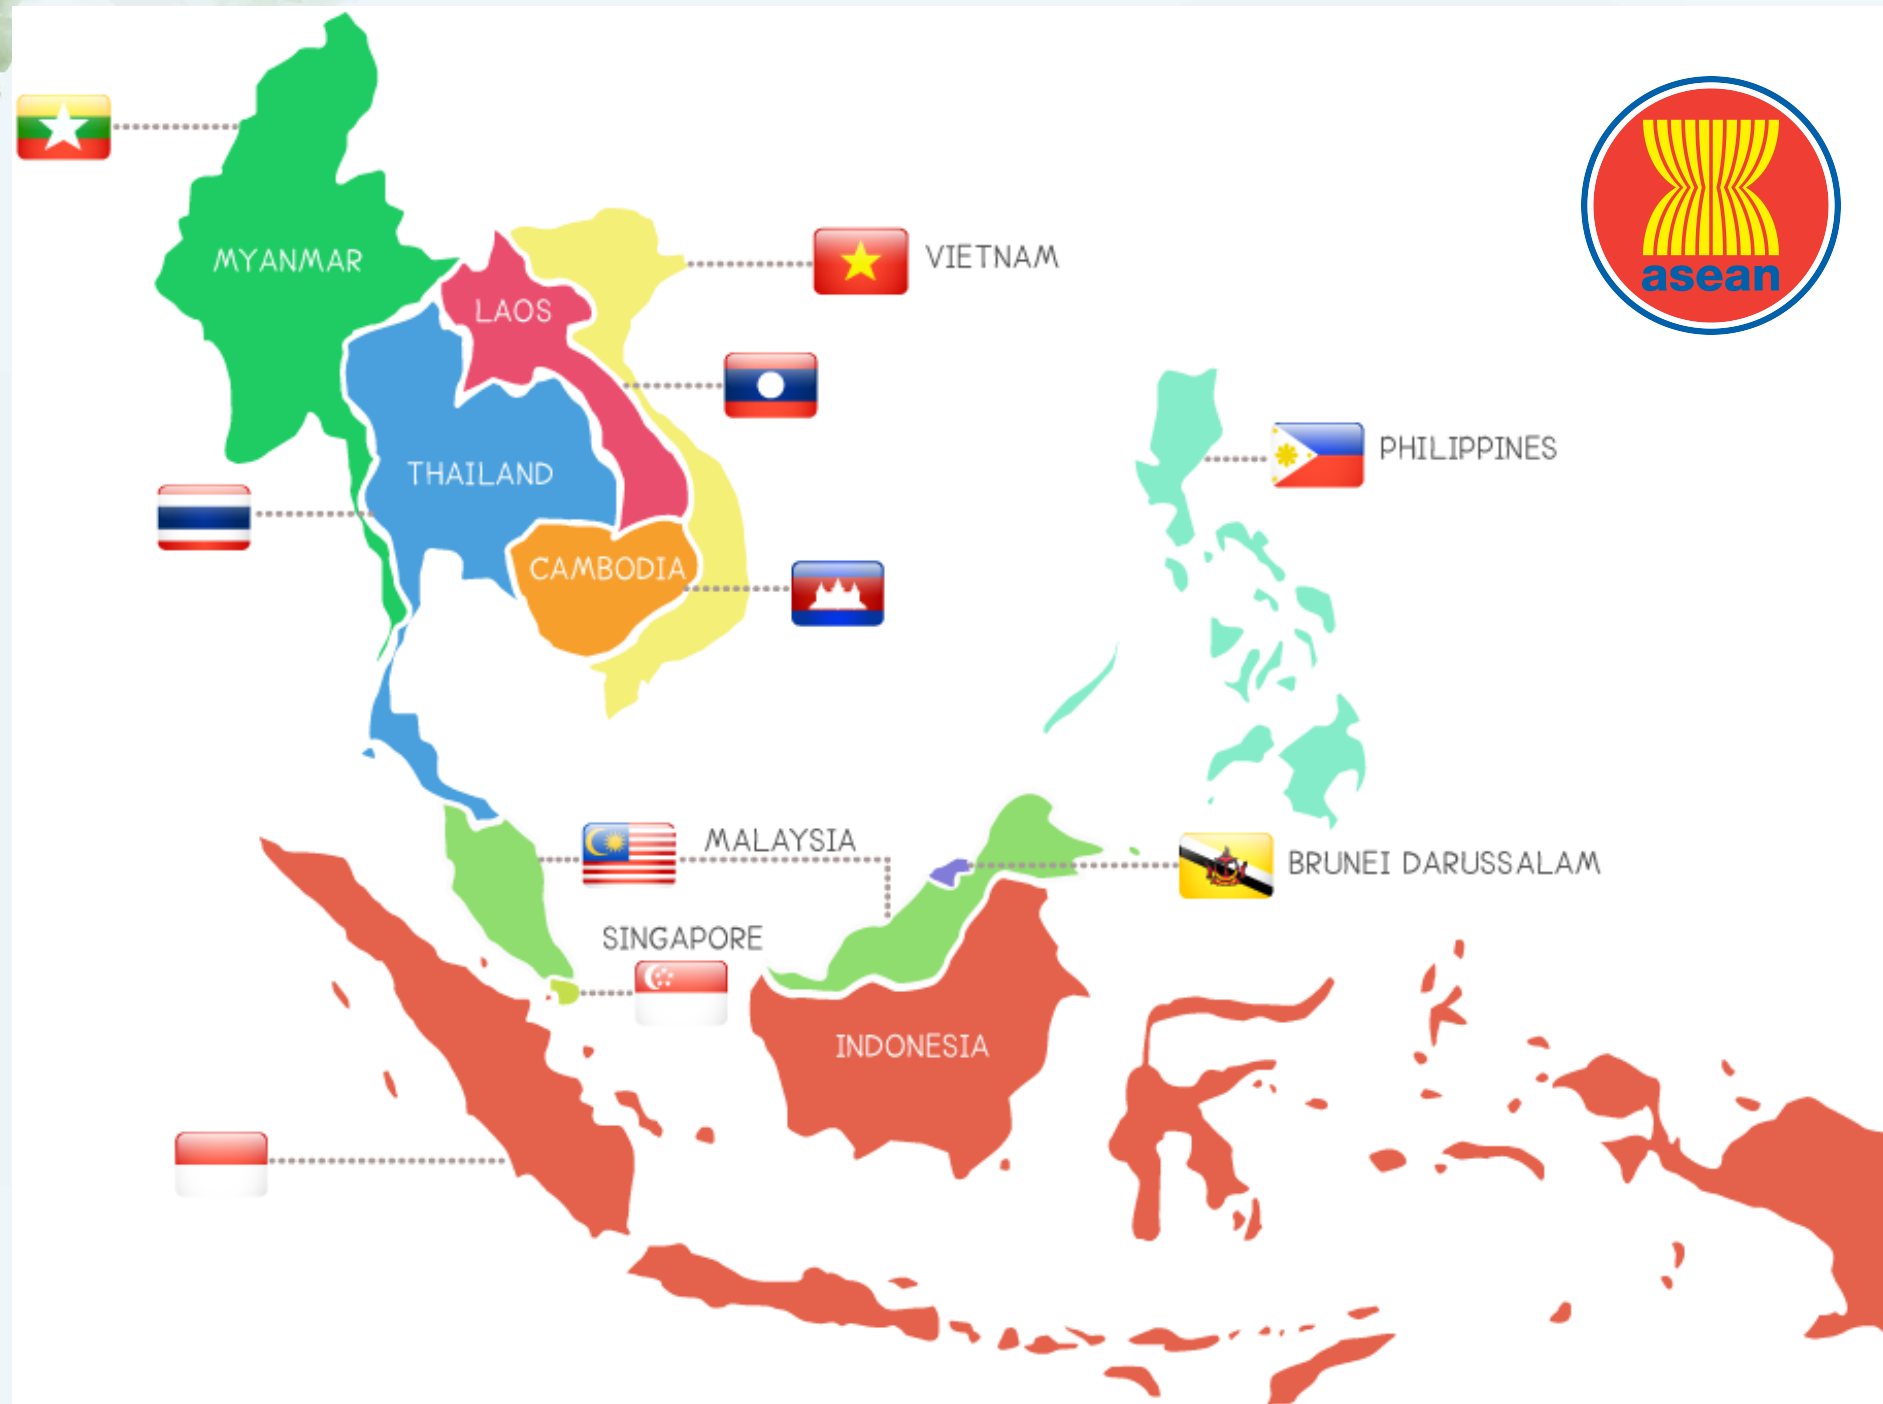 MYANMAR
VIETNAM
asean
LAOS
PHILIPPINES
THAILAND
CAMBODIA
MALAYSIA
BRUNEI DARUSSALAM
SINGAPORE
INDONESIA